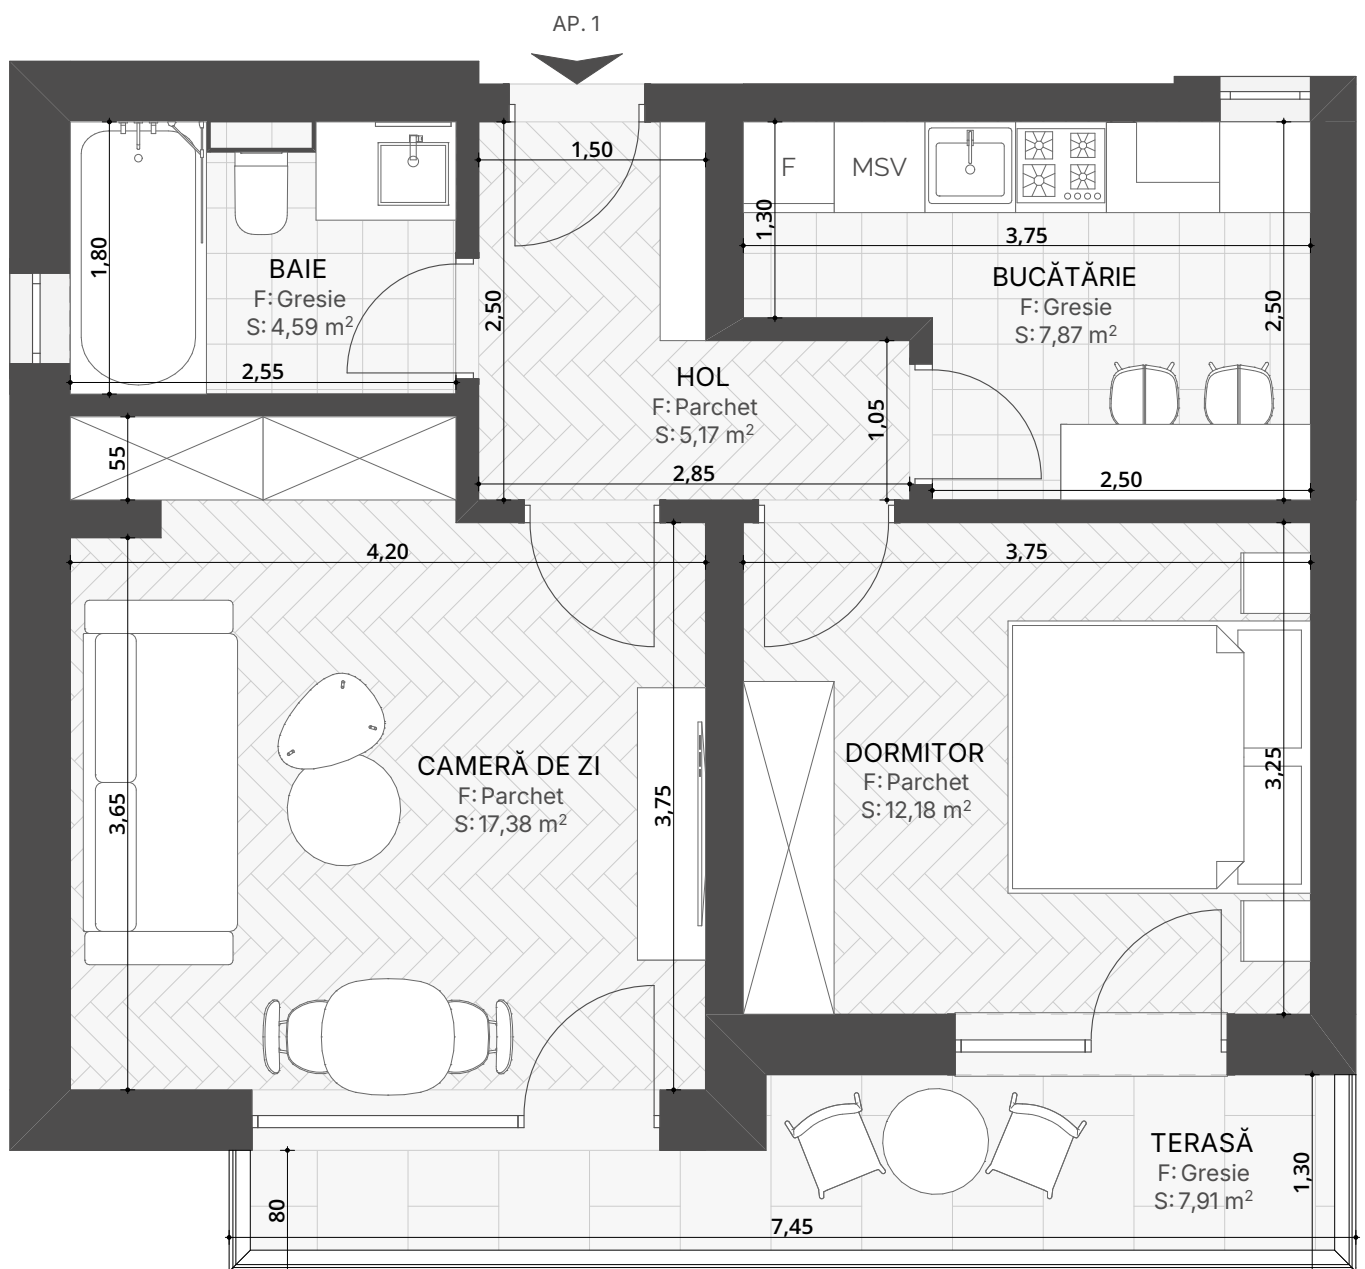 AP. 1
1,50
F
MSV
1,30
3,75
1,80
BAIE
F: Gresie
S: 4,59 m²
2,50
BUCĂTĂRIE
F: Gresie
S: 7,87 m²
2,50
2,55
HOL
F: Parchet
S: 5,17 m²
1,05
55
2,85
2,50
4,20
3,75
CAMERĂ DE ZI
F: Parchet
S: 17,38 m²
3,65
3,75
DORMITOR
F: Parchet
S: 12,18 m²
3,25
TERASĂ
F: Gresie
S: 7,91 m²
1,30
80
7,45